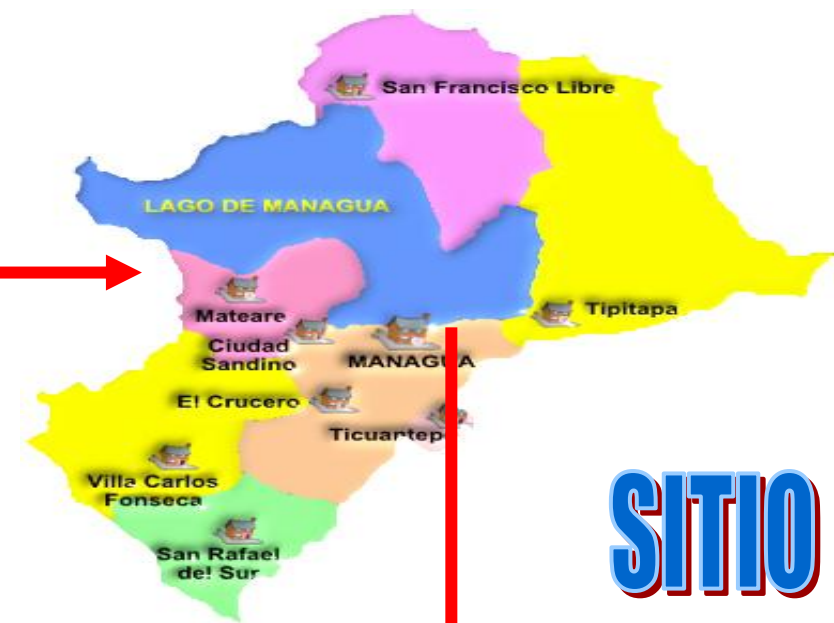 San Francisco Libre
LAGO DE MANAGUA
Mateare
Tipitapa
Ciudad
Sandino
MANAGUA
El Crucero
Ticuantep
Villa Carlos
Fonseca
San Rafael
del Sur
SITIO